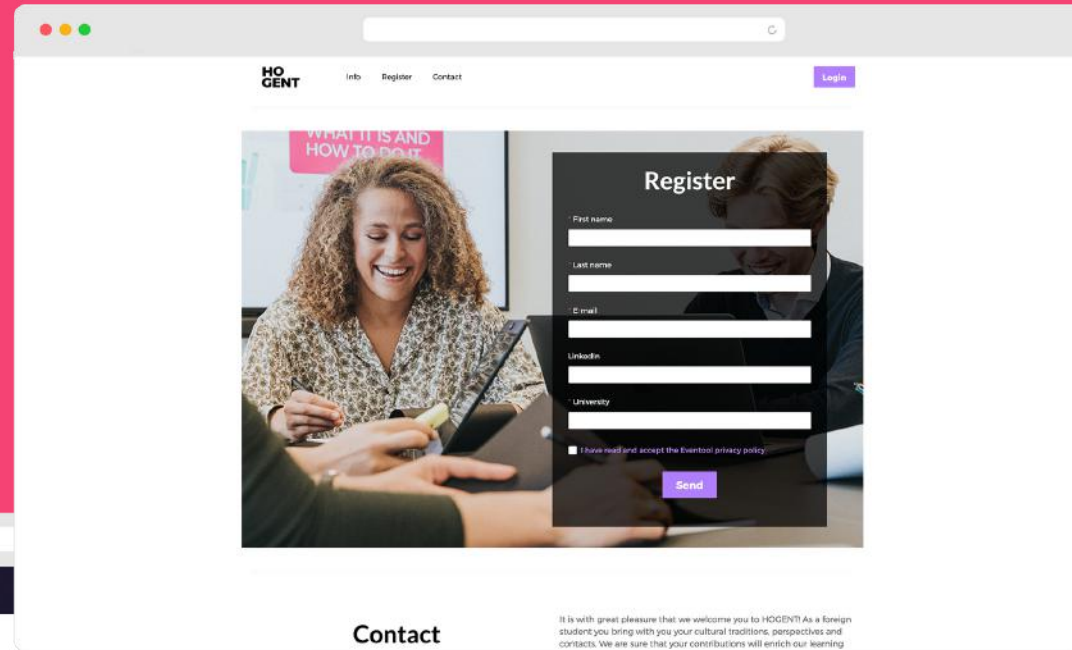 HO
GENT
Info Register Contact
Login
WHAT IT IS AND
HOW TO DO IT
Register
* First name
* Last name
* E-mail
LinkedIn
* University
I have read and accept the Eventool privacy policy
Send
Contact
It is with great pleasure that we welcome you to HOGENT! As a foreign
student you bring with you your cultural traditions, perspectives and
contacts. We are sure that your contributions will enrich our learning